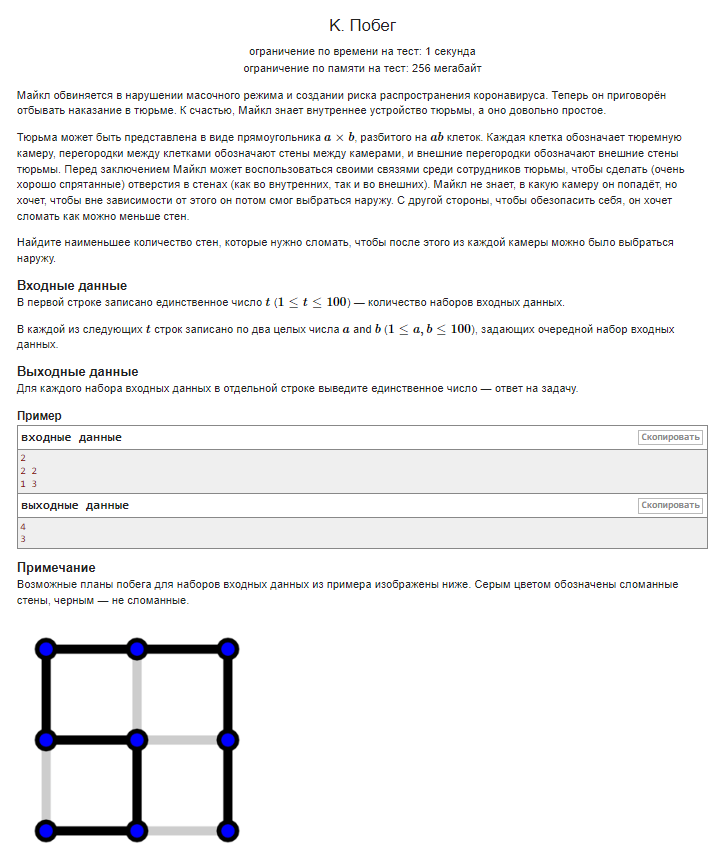 К. Побег
ограничение по времени на тест: 1 секунда
ограничение по памяти на тест: 256 мегабайт
Майкл обвиняется в нарушении масочного режима и создании риска распространения коронавируса. Теперь он приговорён
отбывать наказание в тюрьме. К счастью, Майкл знает внутреннее устройство тюрьмы, а оно довольно простое.
Тюрьма может быть представлена в виде прямоугольника a × b, разбитого на ab клеток. Каждая клетка обозначает тюремную
камеру, перегородки между клетками обозначают стены между камерами, и внешние перегородки обозначают внешние стены
тюрьмы. Перед заключением Майкл может воспользоваться своими связями среди сотрудников тюрьмы, чтобы сделать (очень
хорошо спрятанные) отверстия в стенах (как во внутренних, так и во внешних). Майкл не знает, в какую камеру он попадёт, но
хочет, чтобы вне зависимости от этого он потом смог выбраться наружу. С другой стороны, чтобы обезопасить себя, он хочет
сломать как можно меньше стен.
Найдите наименьшее количество стен, которые нужно сломать, чтобы после этого из каждой камеры можно было выбраться
наружу.
Входные данные
В первой строке записано единственное число t (1 ≤ t ≤ 100) — количество наборов входных данных.
В каждой из следующих t строк записано по два целых числа a and b (1 ≤ a, b ≤ 100), задающих очередной набор входных
данных.
Выходные данные
Для каждого набора входных данных в отдельной строке выведите единственное число — ответ на задачу.
Пример
входные данные
Скопировать
2
2 2
1 3
выходные данные
Скопировать
4
3
Примечание
Возможные планы побега для наборов входных данных из примера изображены ниже. Серым цветом обозначены сломанные
стены, черным — не сломанные.